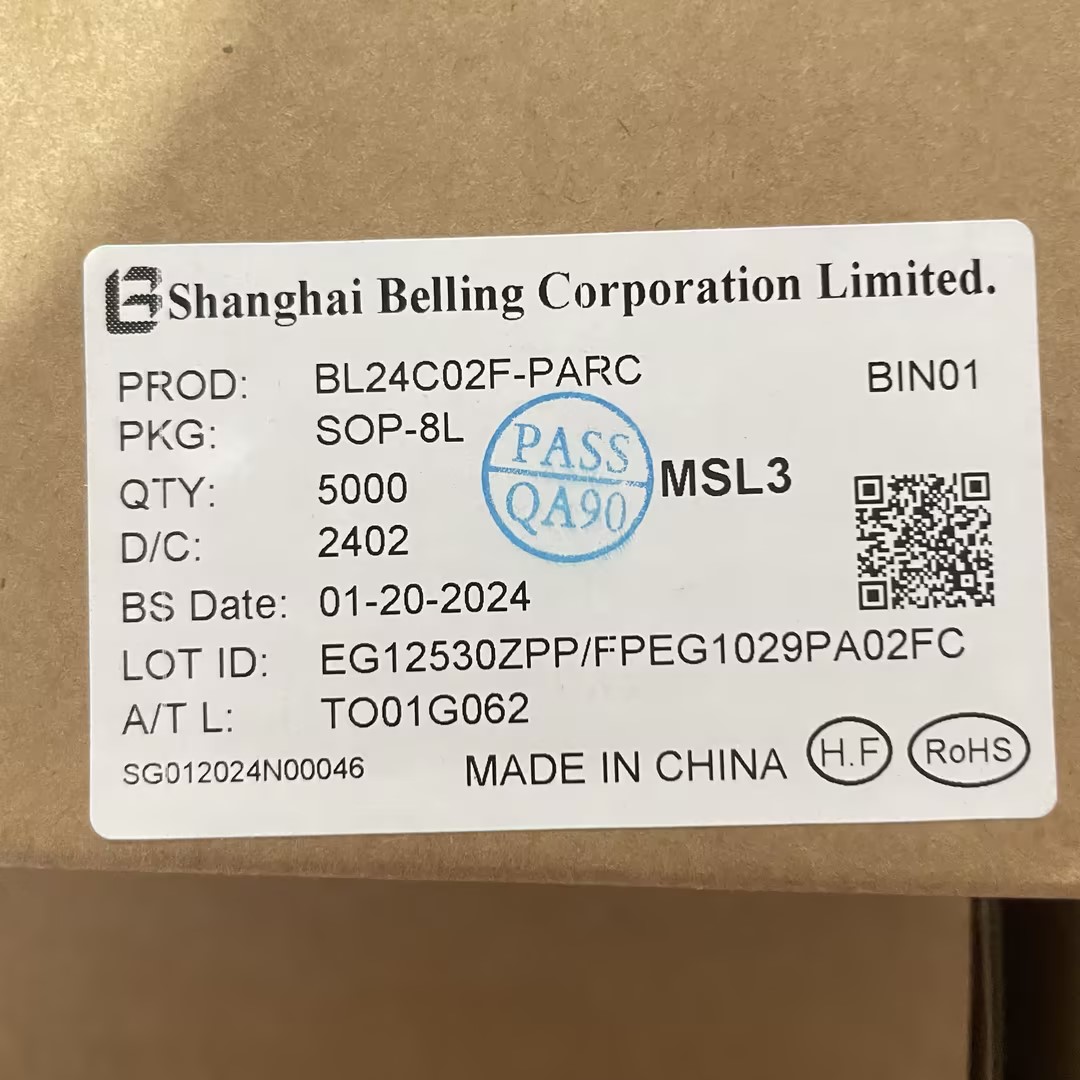 Shanghai Belling Corporation Limited.
PROD: BL24C02F-PARC BIN01
PKG: SOP-8L
PASS
QA90
MSL3
QTY: 5000
D/C: 2402
BS Date: 01-20-2024
LOT ID: EG12530ZPP/FPEG1029PA02FC
A/T L: TO01G062
SG012024N00046 MADE IN CHINA H.F RoHS